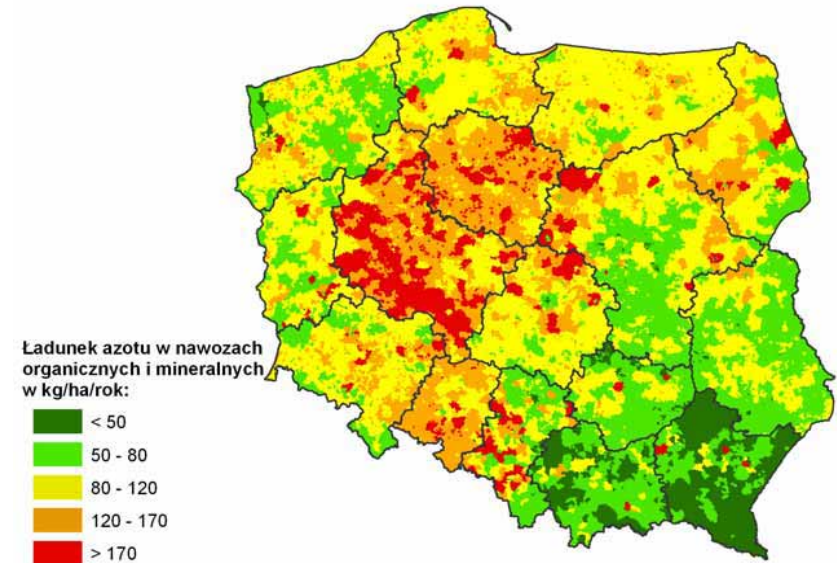 Ładunek azotu w nawozach
organicznych i mineralnych
w kg/ha/rok:
< 50
50 - 80
80 - 120
120 - 170
> 170